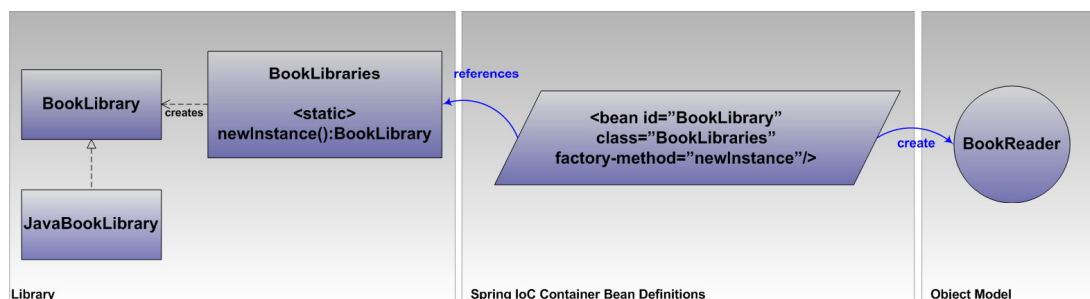 BookLibrary
JavaBookLibrary
creates
BookLibraries
<static>
newInstance():BookLibrary
Library
references
<bean id=”BookLibrary”
class=”BookLibraries”
factory-method=”newInstance”/>
Spring IoC Container Bean Definitions
create
BookReader
Object Model